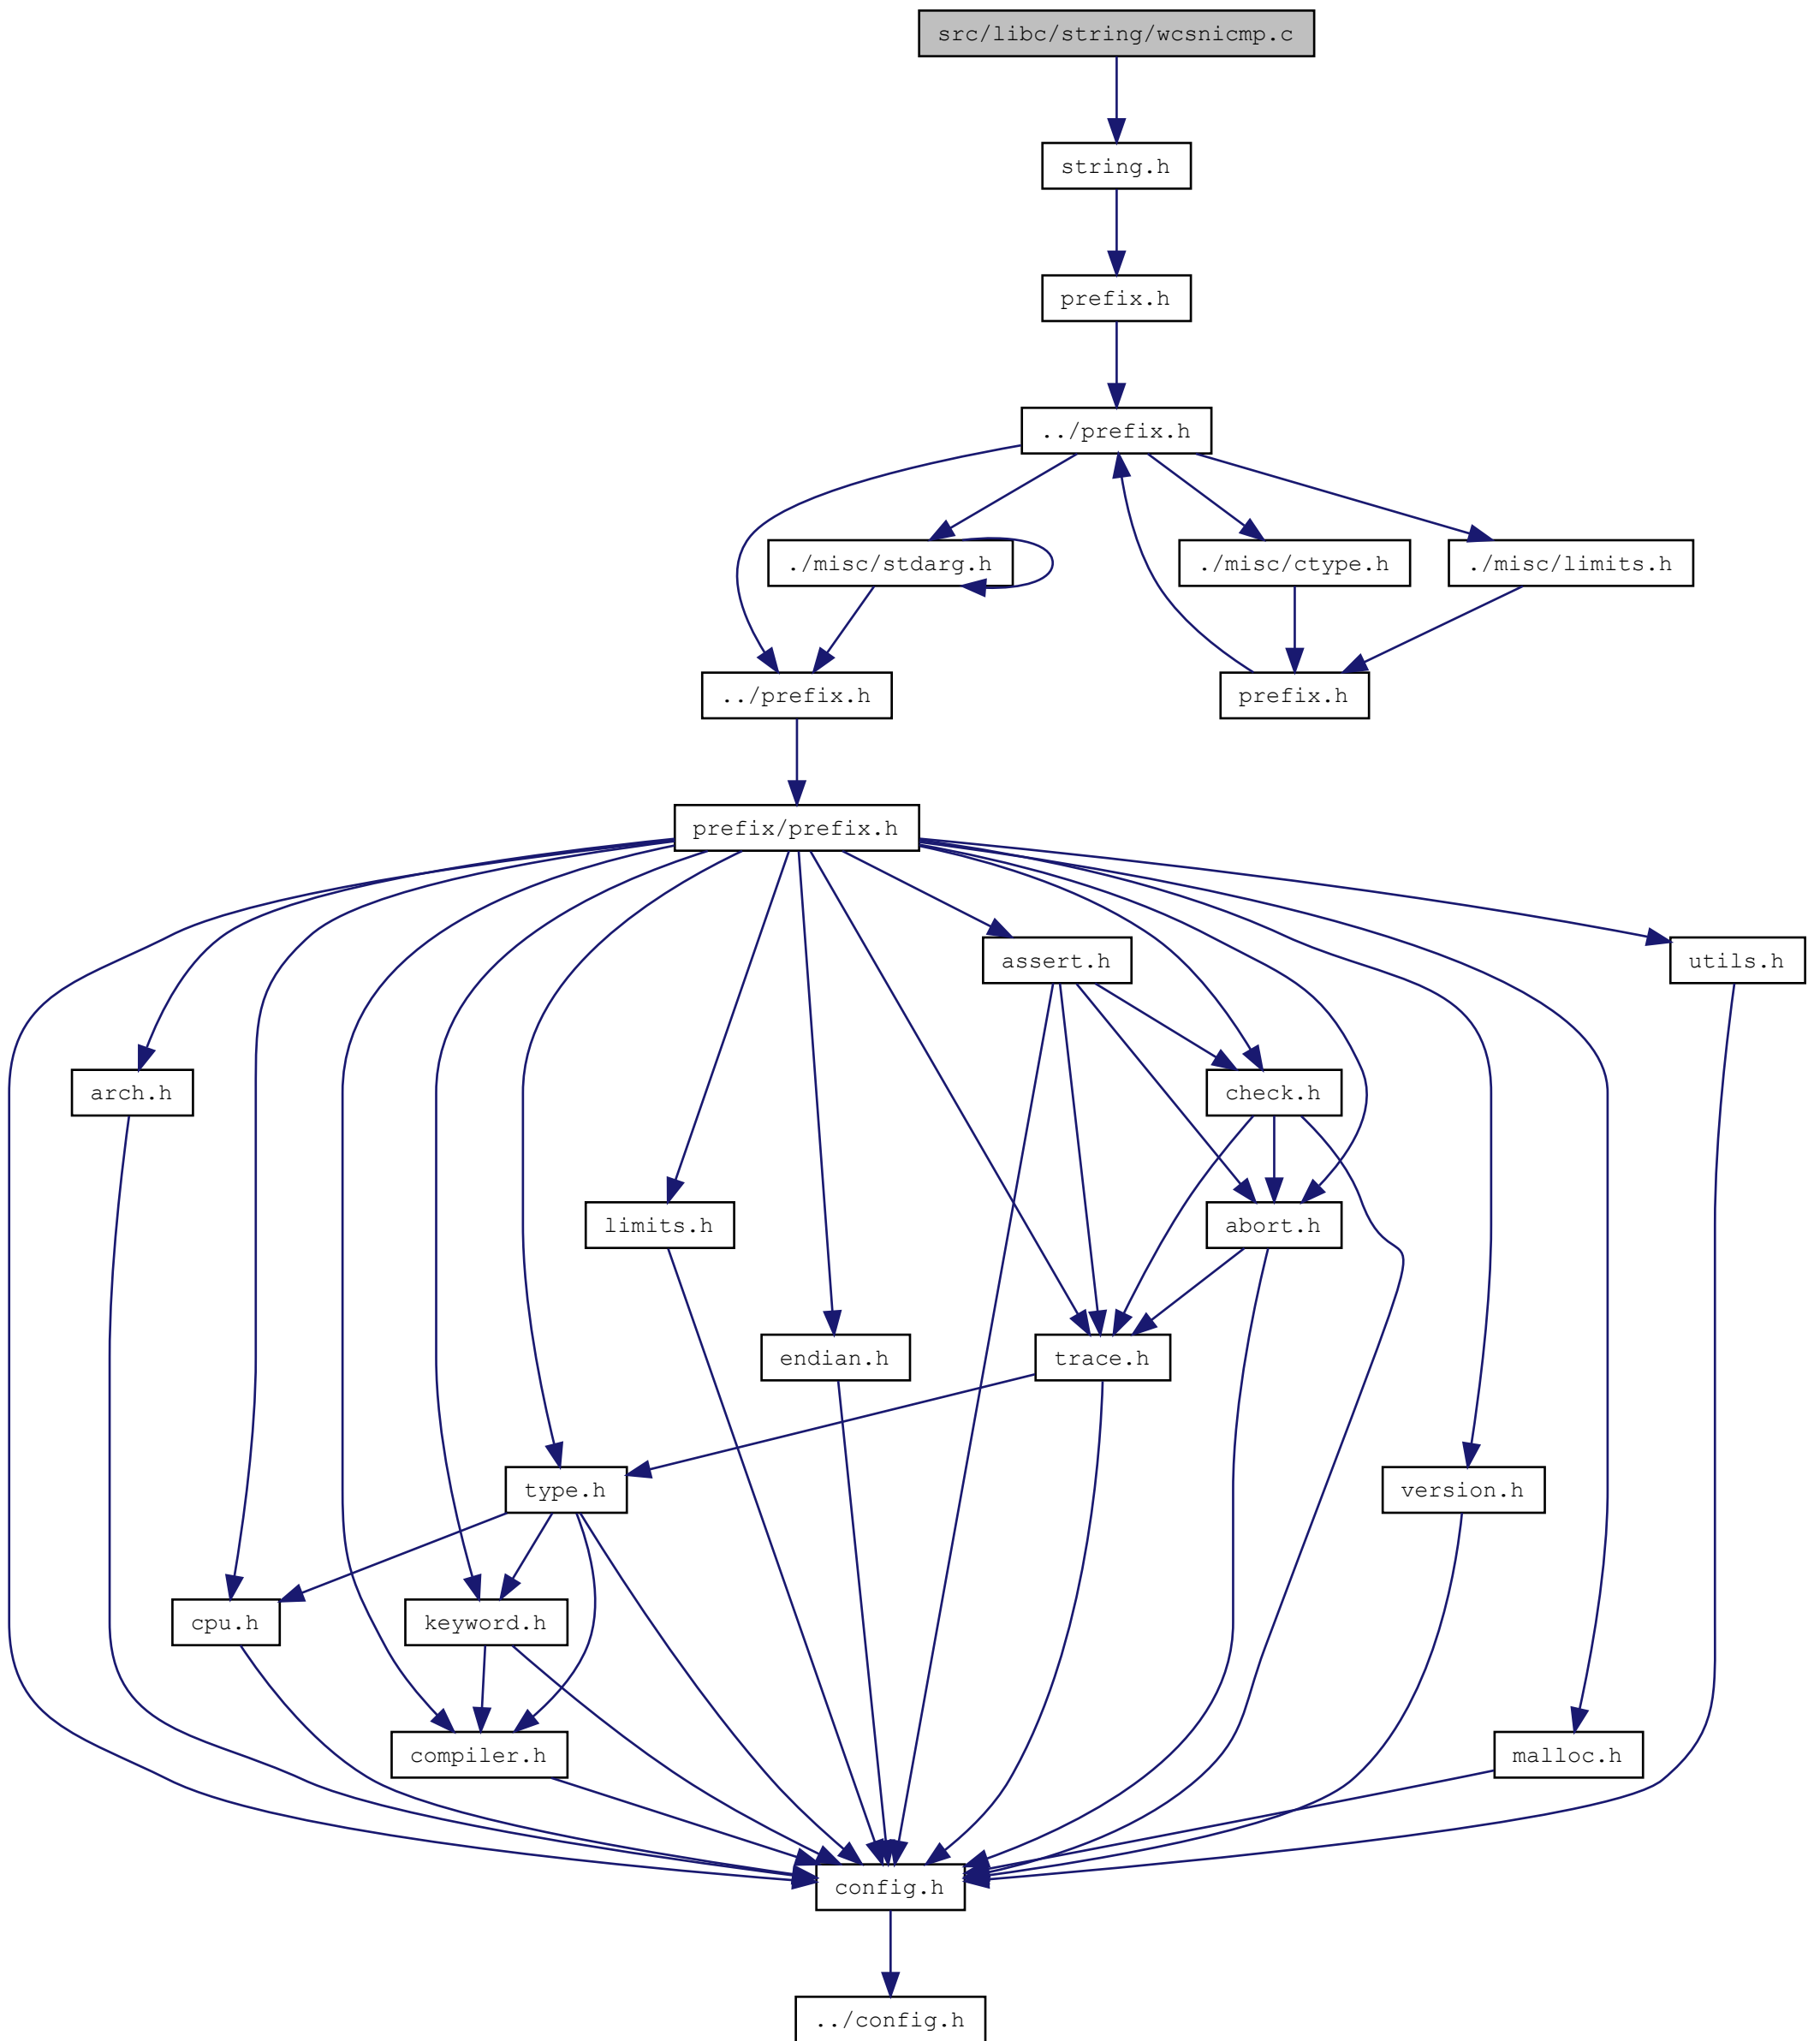 src/libc/string/wcsnicmp.c
string.h
prefix.h
../prefix.h
./misc/stdarg.h
./misc/ctype.h
./misc/limits.h
../prefix.h
prefix.h
prefix/prefix.h
assert.h
utils.h
arch.h
check.h
limits.h
abort.h
endian.h
trace.h
type.h
version.h
cpu.h
keyword.h
compiler.h
malloc.h
config.h
../config.h